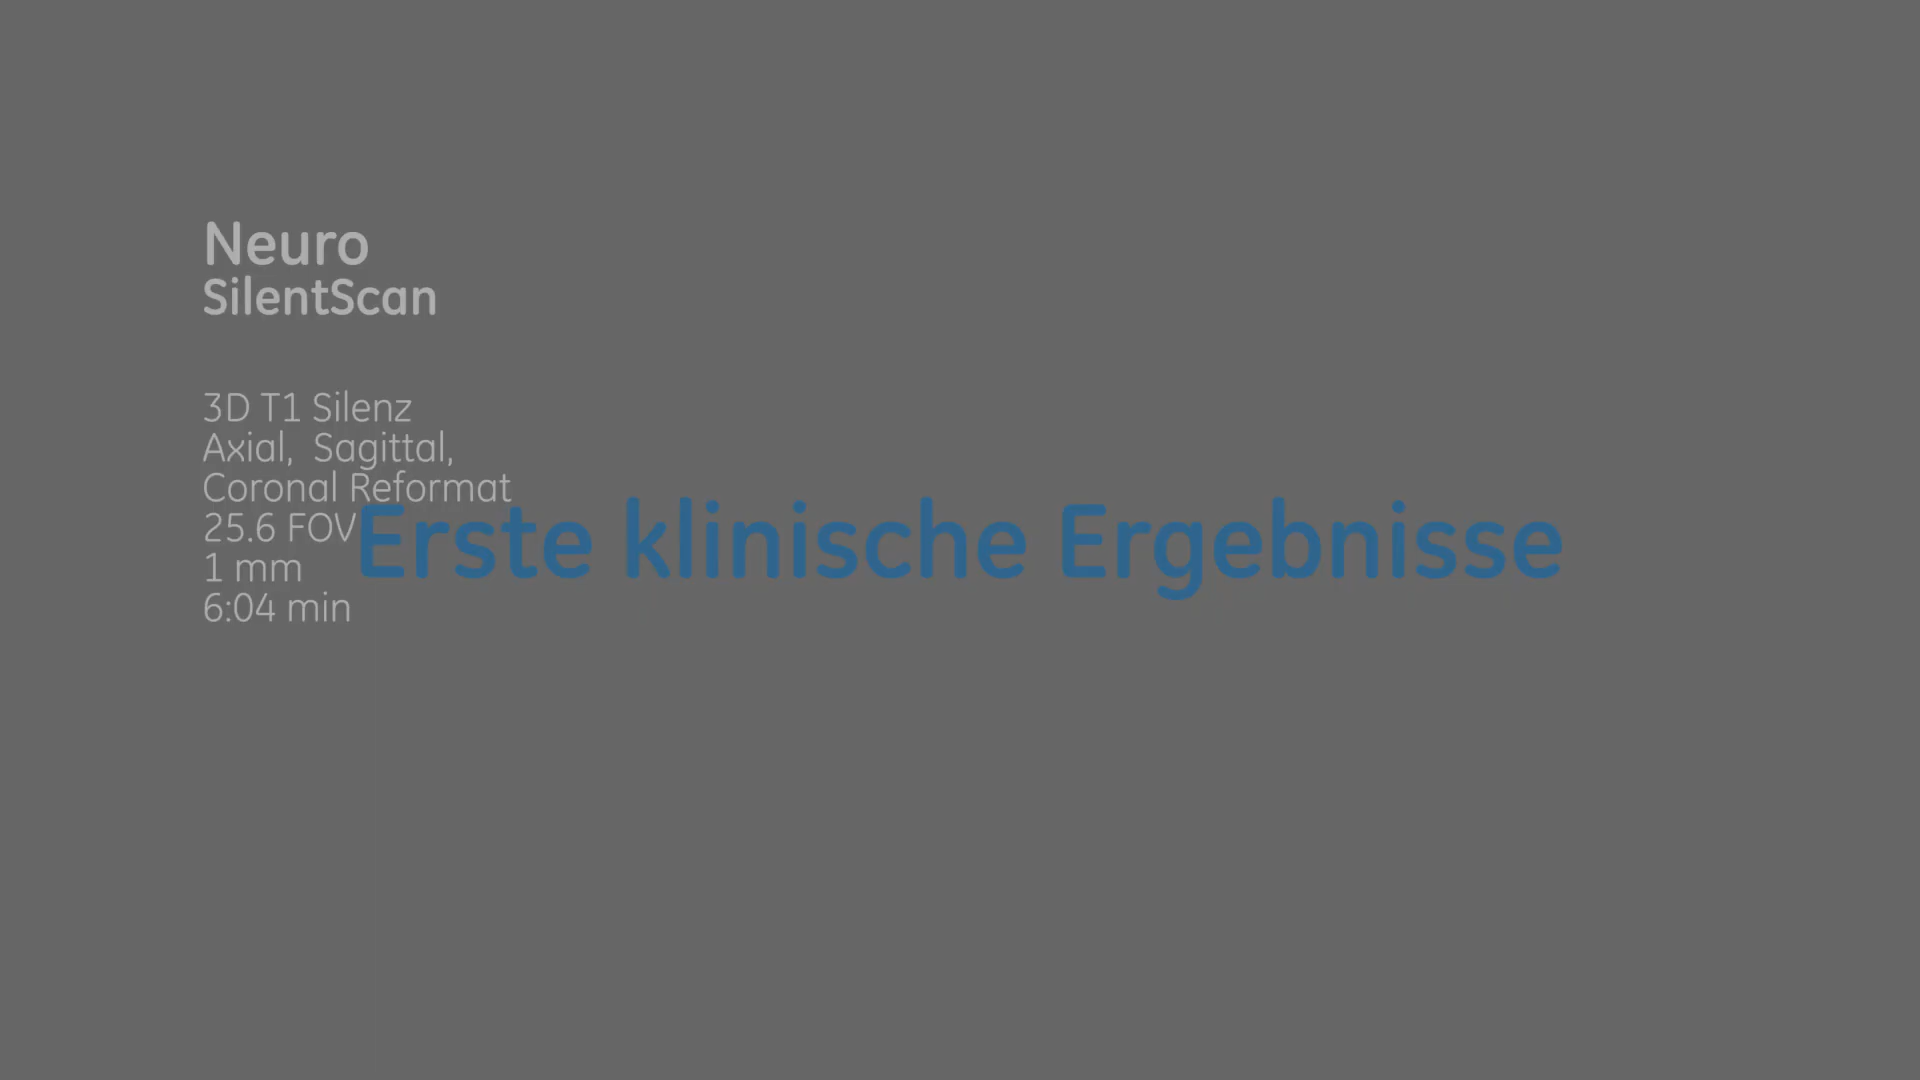 Neuro
SilentScan
3D T1 Silenz
Axial,  Sagittal,
Coronal Reformat
25.6 FOV
1 mm
6:04 min
Erste klinische Ergebnisse